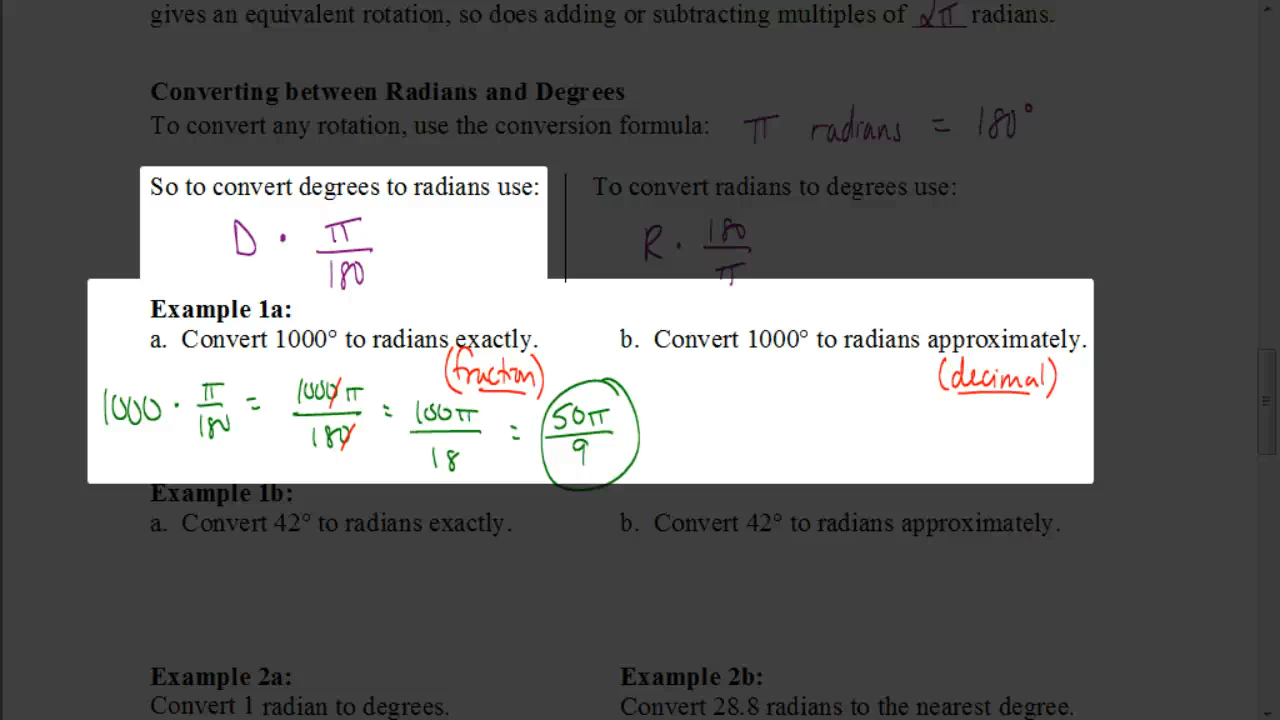 gives an equivalent rotation, so does adding or subtracting multiples of 2π radians.
Converting between Radians and Degrees
To convert any rotation, use the conversion formula: π radians = 180°
So to convert degrees to radians use:
D · π/180
To convert radians to degrees use:
R · 180/π
Example 1a:
a. Convert 1000° to radians exactly.
(fraction)
1000 · π/180 = 1000π/180 = 100π/18 = 50π/9
b. Convert 1000° to radians approximately.
(decimal)
Example 1b:
a. Convert 42° to radians exactly.
b. Convert 42° to radians approximately.
Example 2a:
Convert 1 radian to degrees.
Example 2b:
Convert 28.8 radians to the nearest degree.